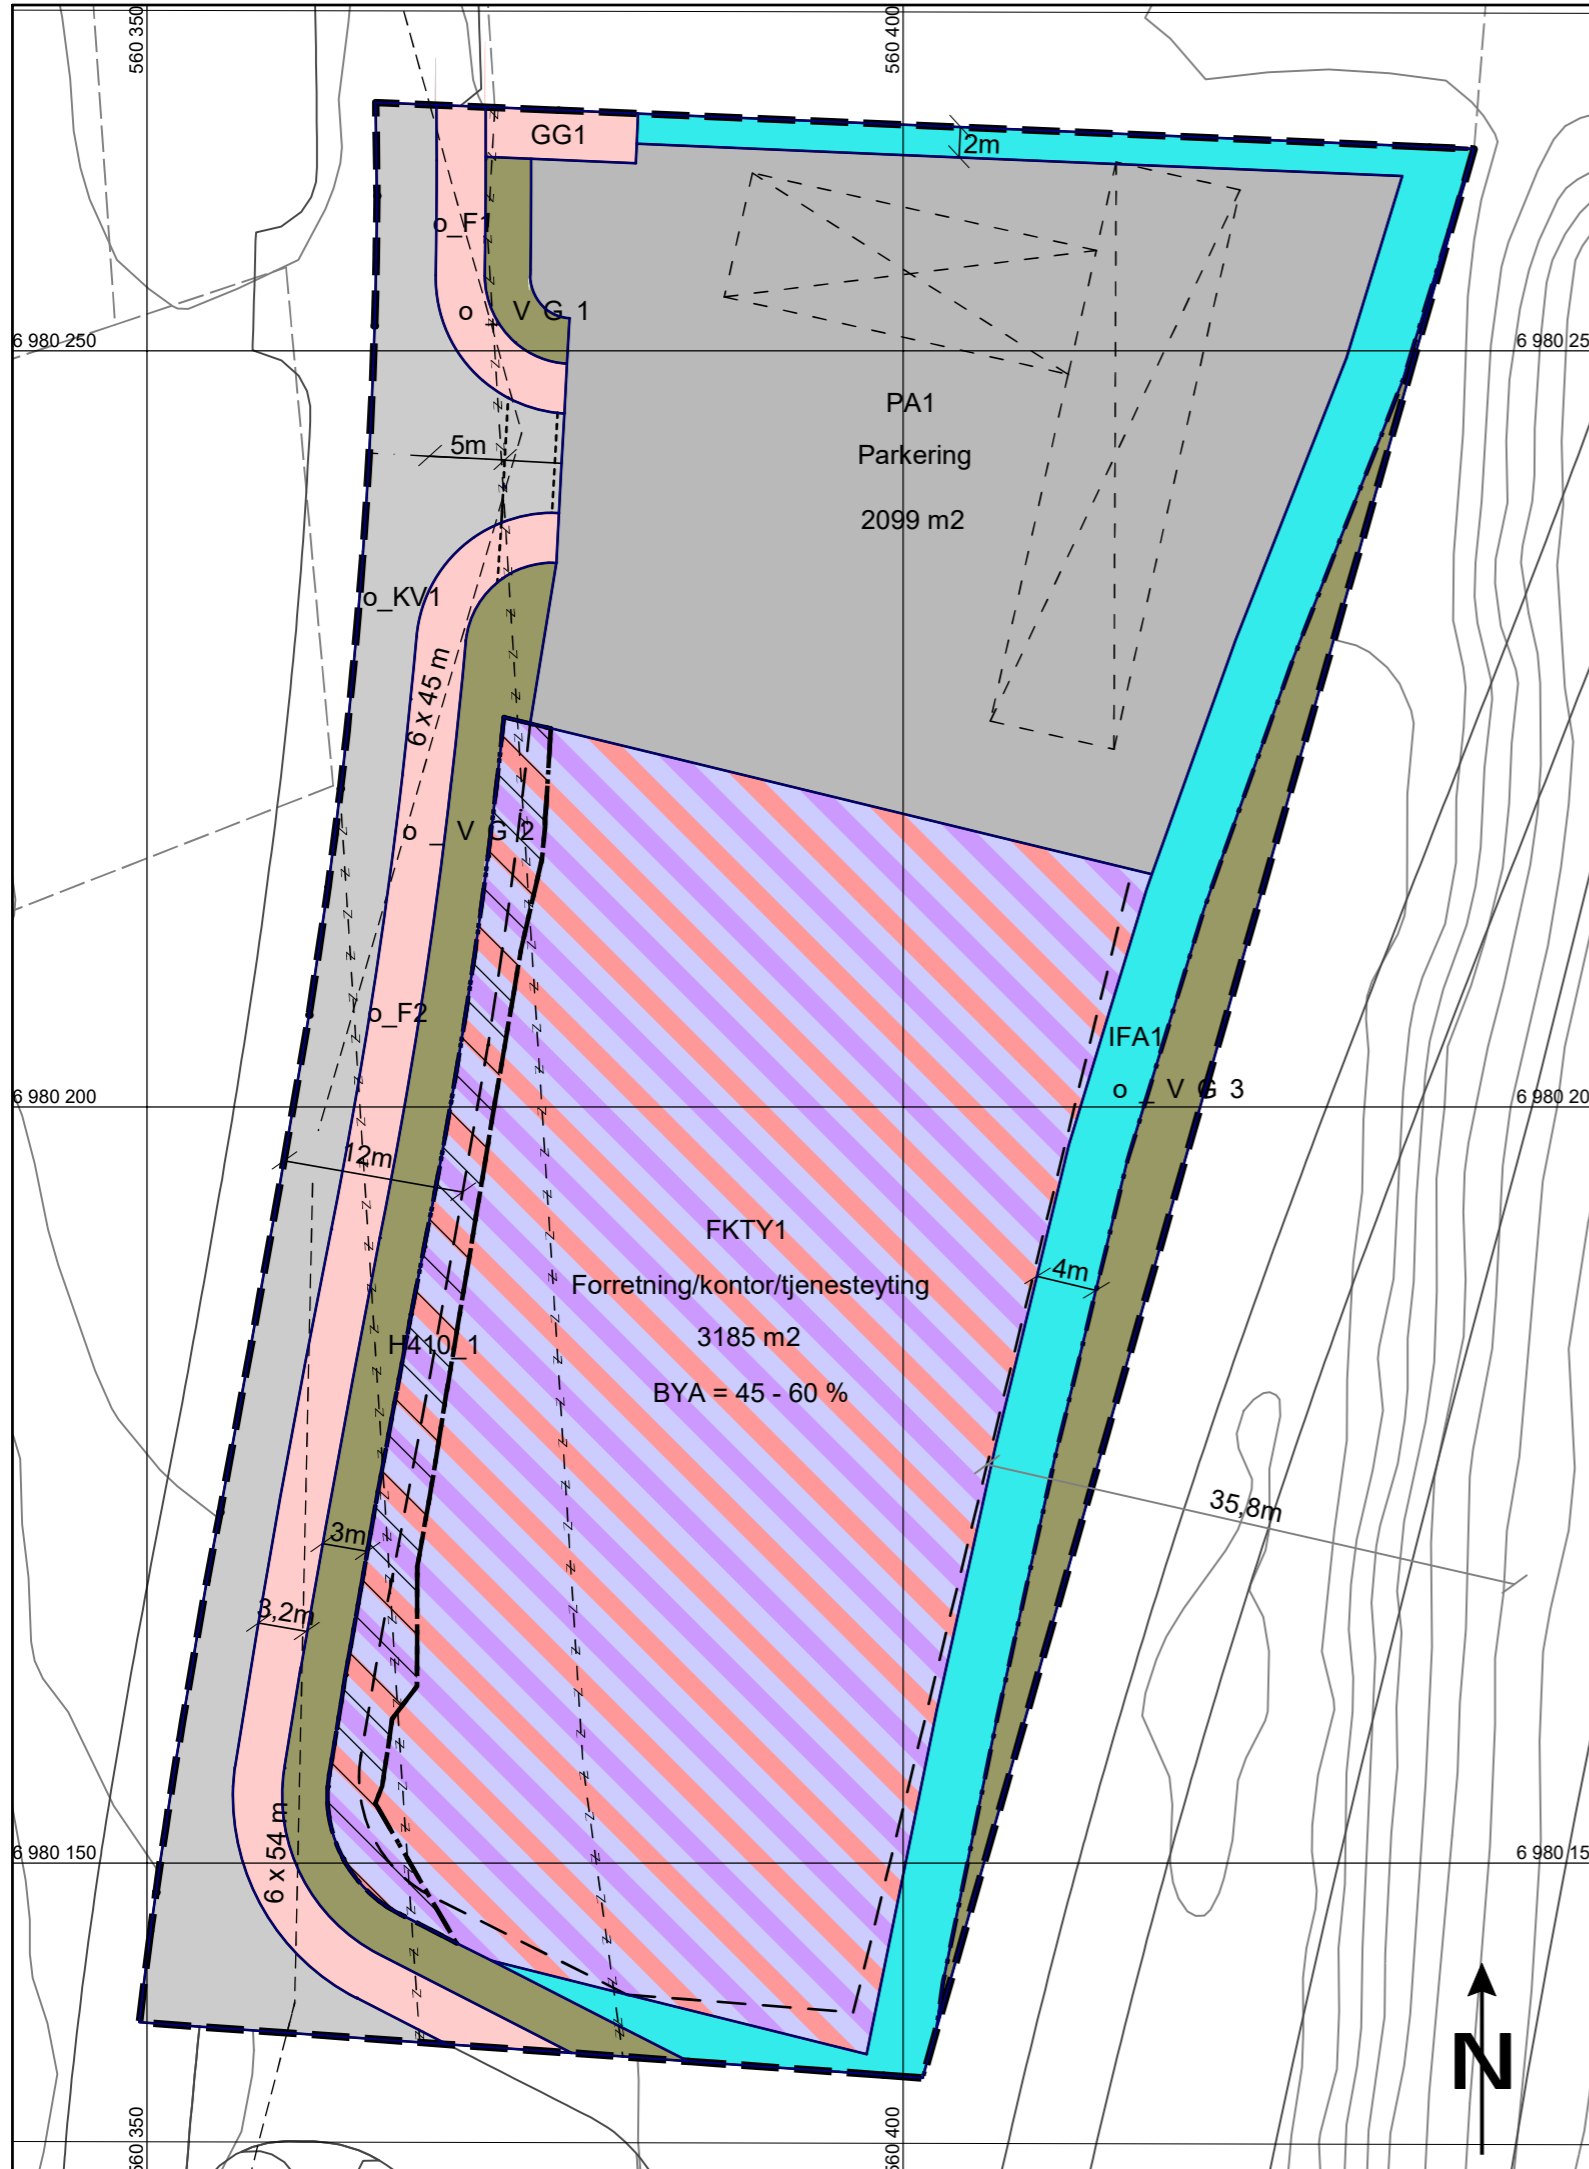 560 350
560 400
GG1
2m
o_F1
o_VG1
6 980 250
6 980 25
PA1
5m
Parkering
2099 m2
o_KV1
6 x 45 m
o_VG2
o_F2
IFA1
o_VG3
6 980 200
6 980 20
12m
FKTY1
4m
Forretning/kontor/tjenesteyting
3185 m2
H410_1
BYA = 45 - 60 %
35,8m
3m
3,2m
6 x 54 m
6 980 150
6 980 15
N
560 350
560 400